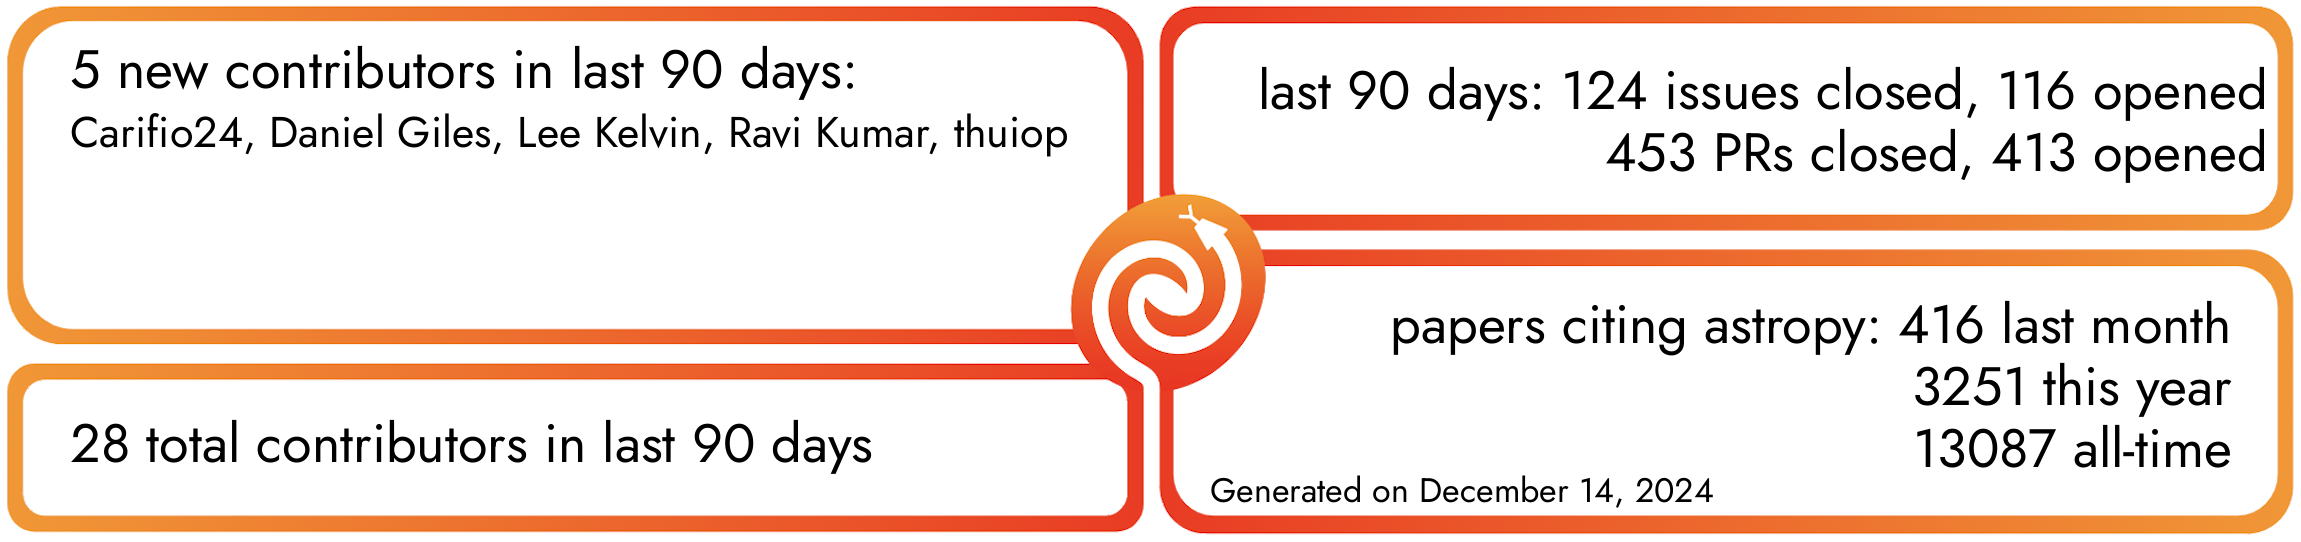 5 new contributors in last 90 days:
Carifio24, Daniel Giles, Lee Kelvin, Ravi Kumar, thuiop
28 total contributors in last 90 days
last 90 days: 124 issues closed, 116 opened
453 PRs closed, 413 opened
papers citing astropy: 416 last month
3251 this year
13087 all-time
Generated on December 14, 2024